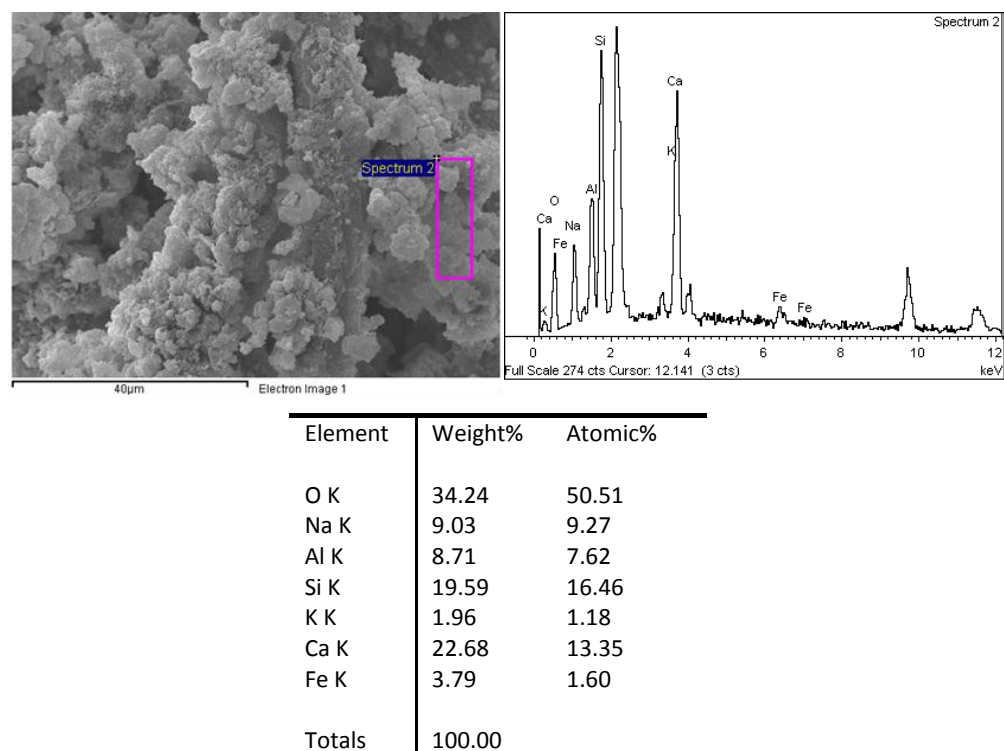 Spectrum 2
40µm
Electron Image 1
Spectrum 2
Si
Ca
K
Al
O
Ca
Na
Fe
K
Fe
Fe
0 2 4 6 8 10 12
Full Scale 274 cts Cursor: 12.141 (3 cts) keV
Element Weight% Atomic%
O K 34.24 50.51
Na K 9.03 9.27
Al K 8.71 7.62
Si K 19.59 16.46
K K 1.96 1.18
Ca K 22.68 13.35
Fe K 3.79 1.60
Totals 100.00